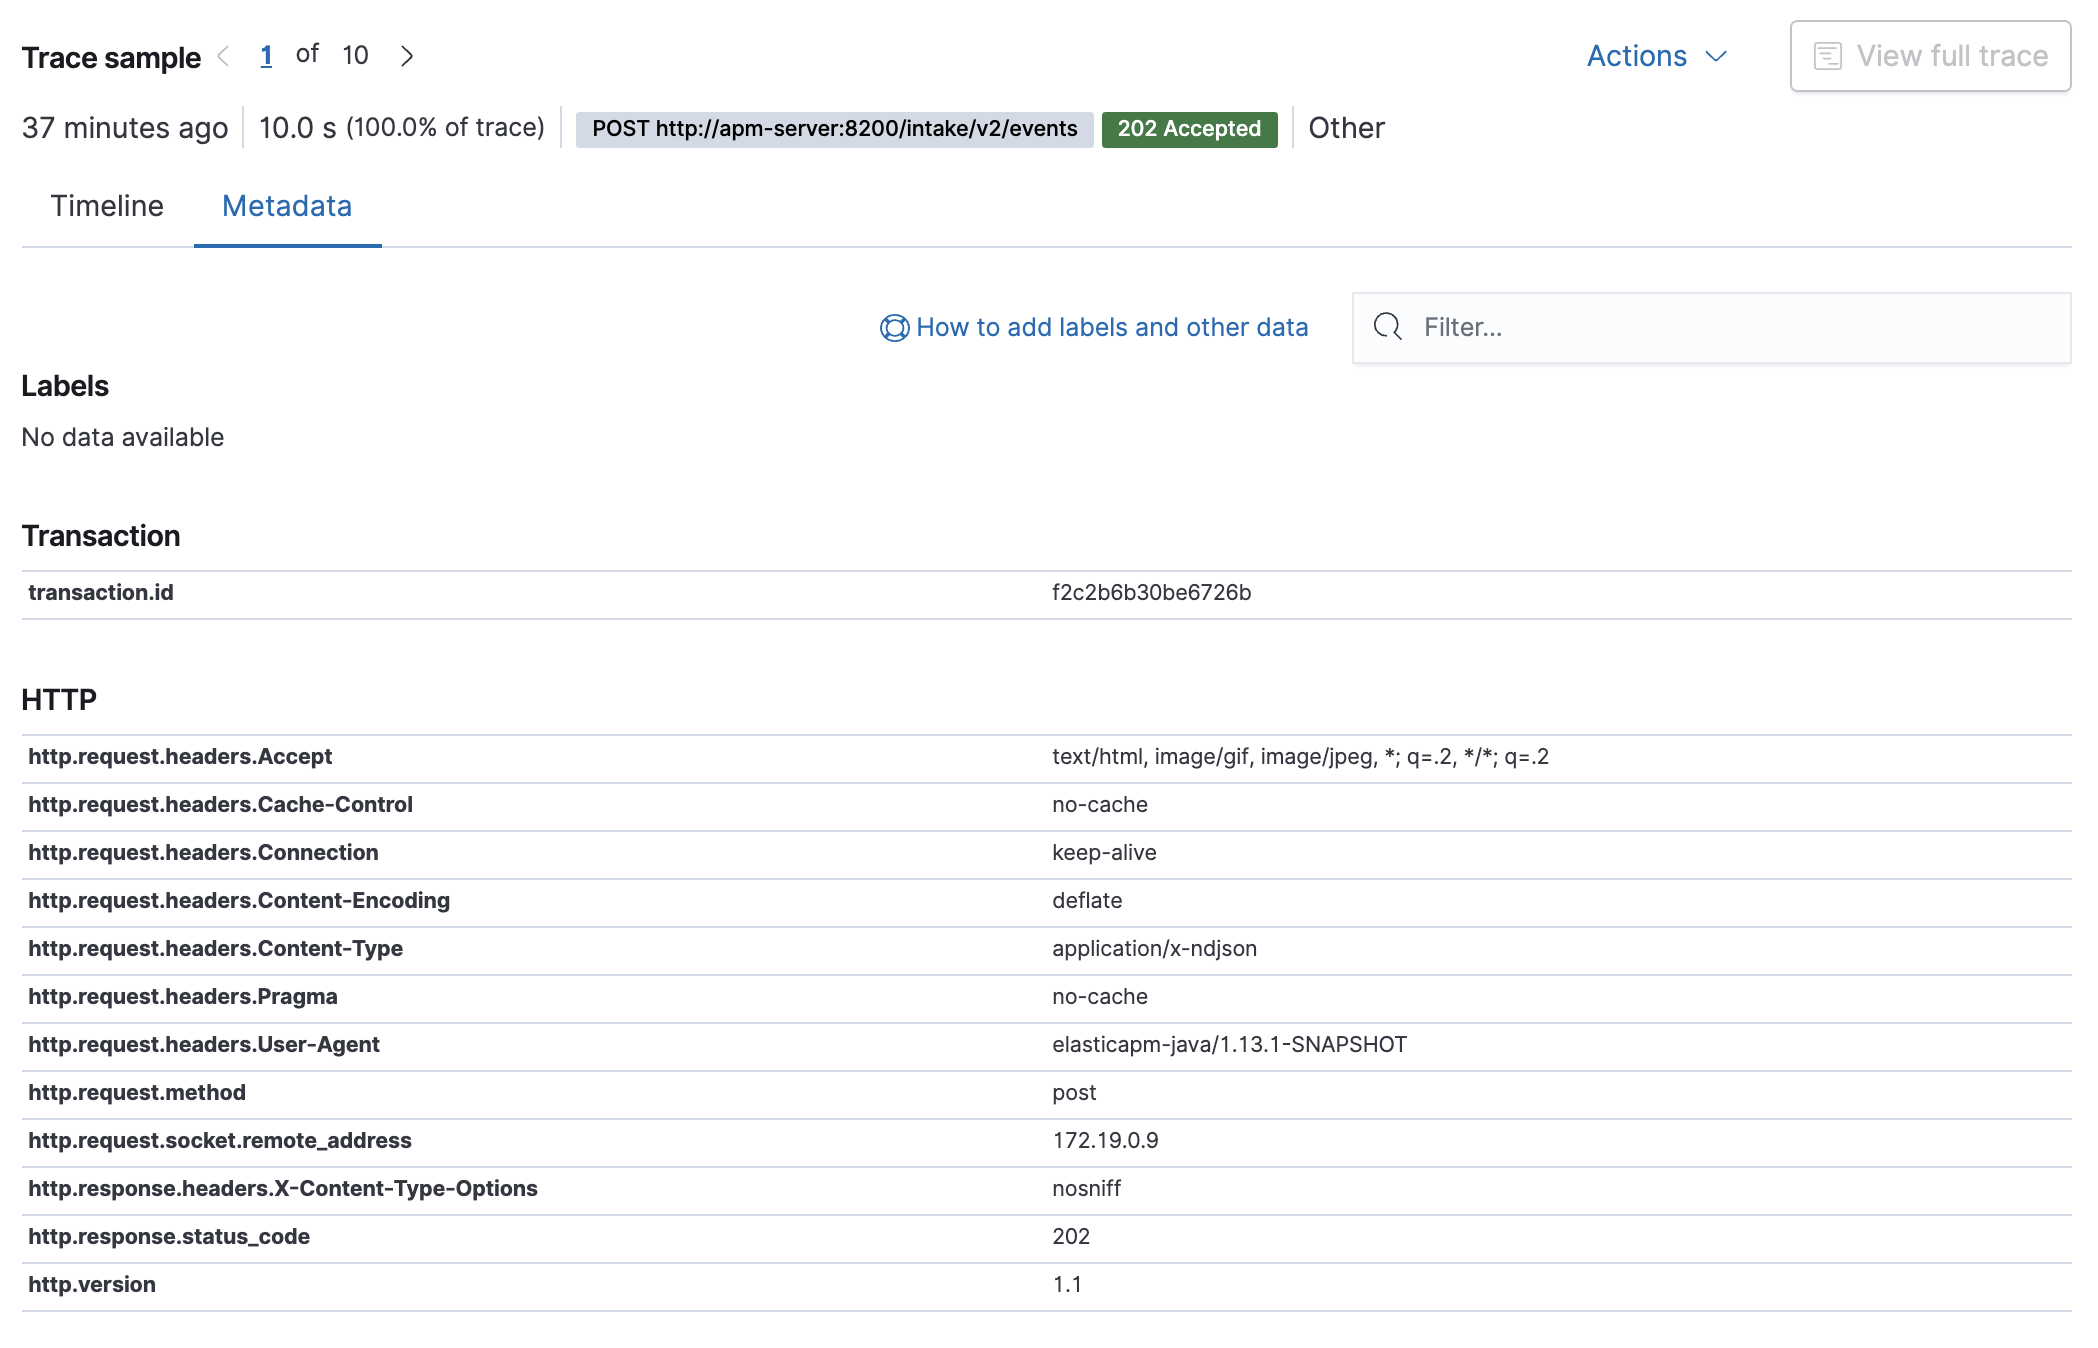 Trace sample 1 of 10
Actions
View full trace
37 minutes ago 10.0 s (100.0% of trace) POST http://apm-server:8200/intake/v2/events 202 Accepted Other
Timeline Metadata
How to add labels and other data
Filter...
Labels
No data available
Transaction
transaction.id f2c2b6b30be6726b
HTTP
http.request.headers.Accept text/html, image/gif, image/jpeg, *; q=.2, */*; q=.2
http.request.headers.Cache-Control no-cache
http.request.headers.Connection keep-alive
http.request.headers.Content-Encoding deflate
http.request.headers.Content-Type application/x-ndjson
http.request.headers.Pragma no-cache
http.request.headers.User-Agent elasticapm-java/1.13.1-SNAPSHOT
http.request.method post
http.request.socket.remote_address 172.19.0.9
http.response.headers.X-Content-Type-Options nosniff
http.response.status_code 202
http.version 1.1